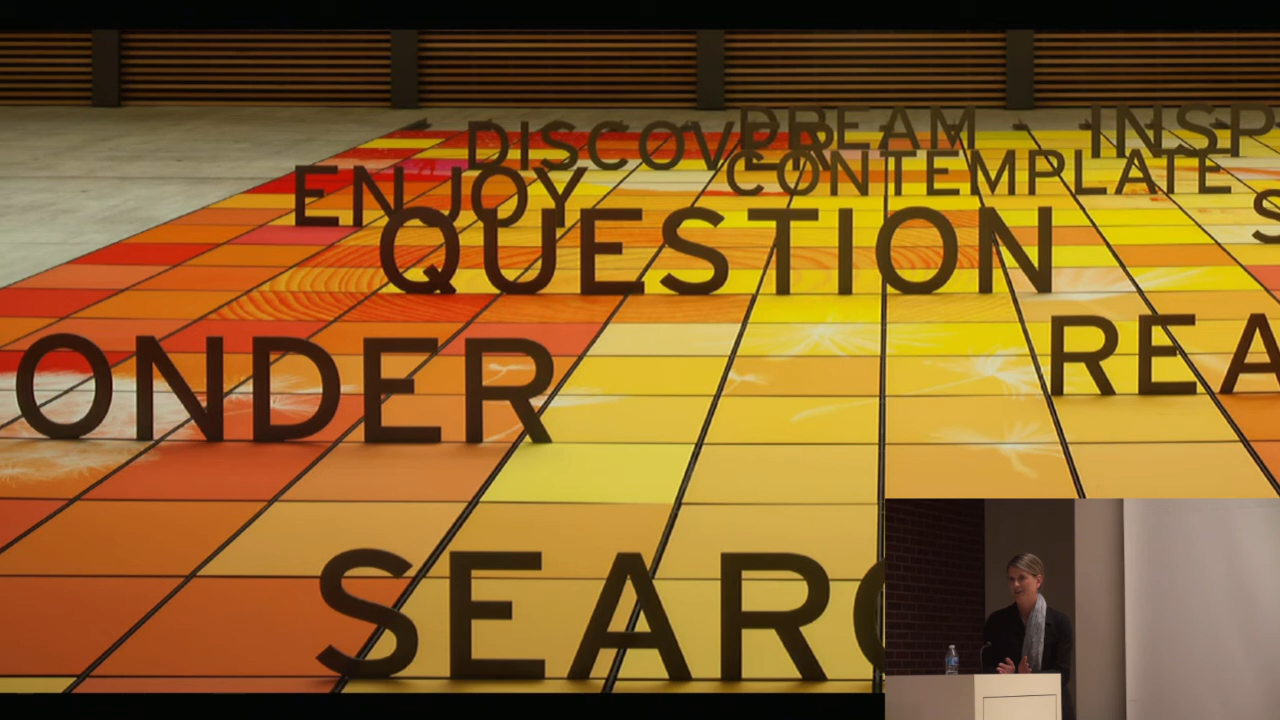 DREAM
INSP
DISCOVER
CONTEMPLATE
ENJOY
QUESTION
S
REA
ONDER
SEARC